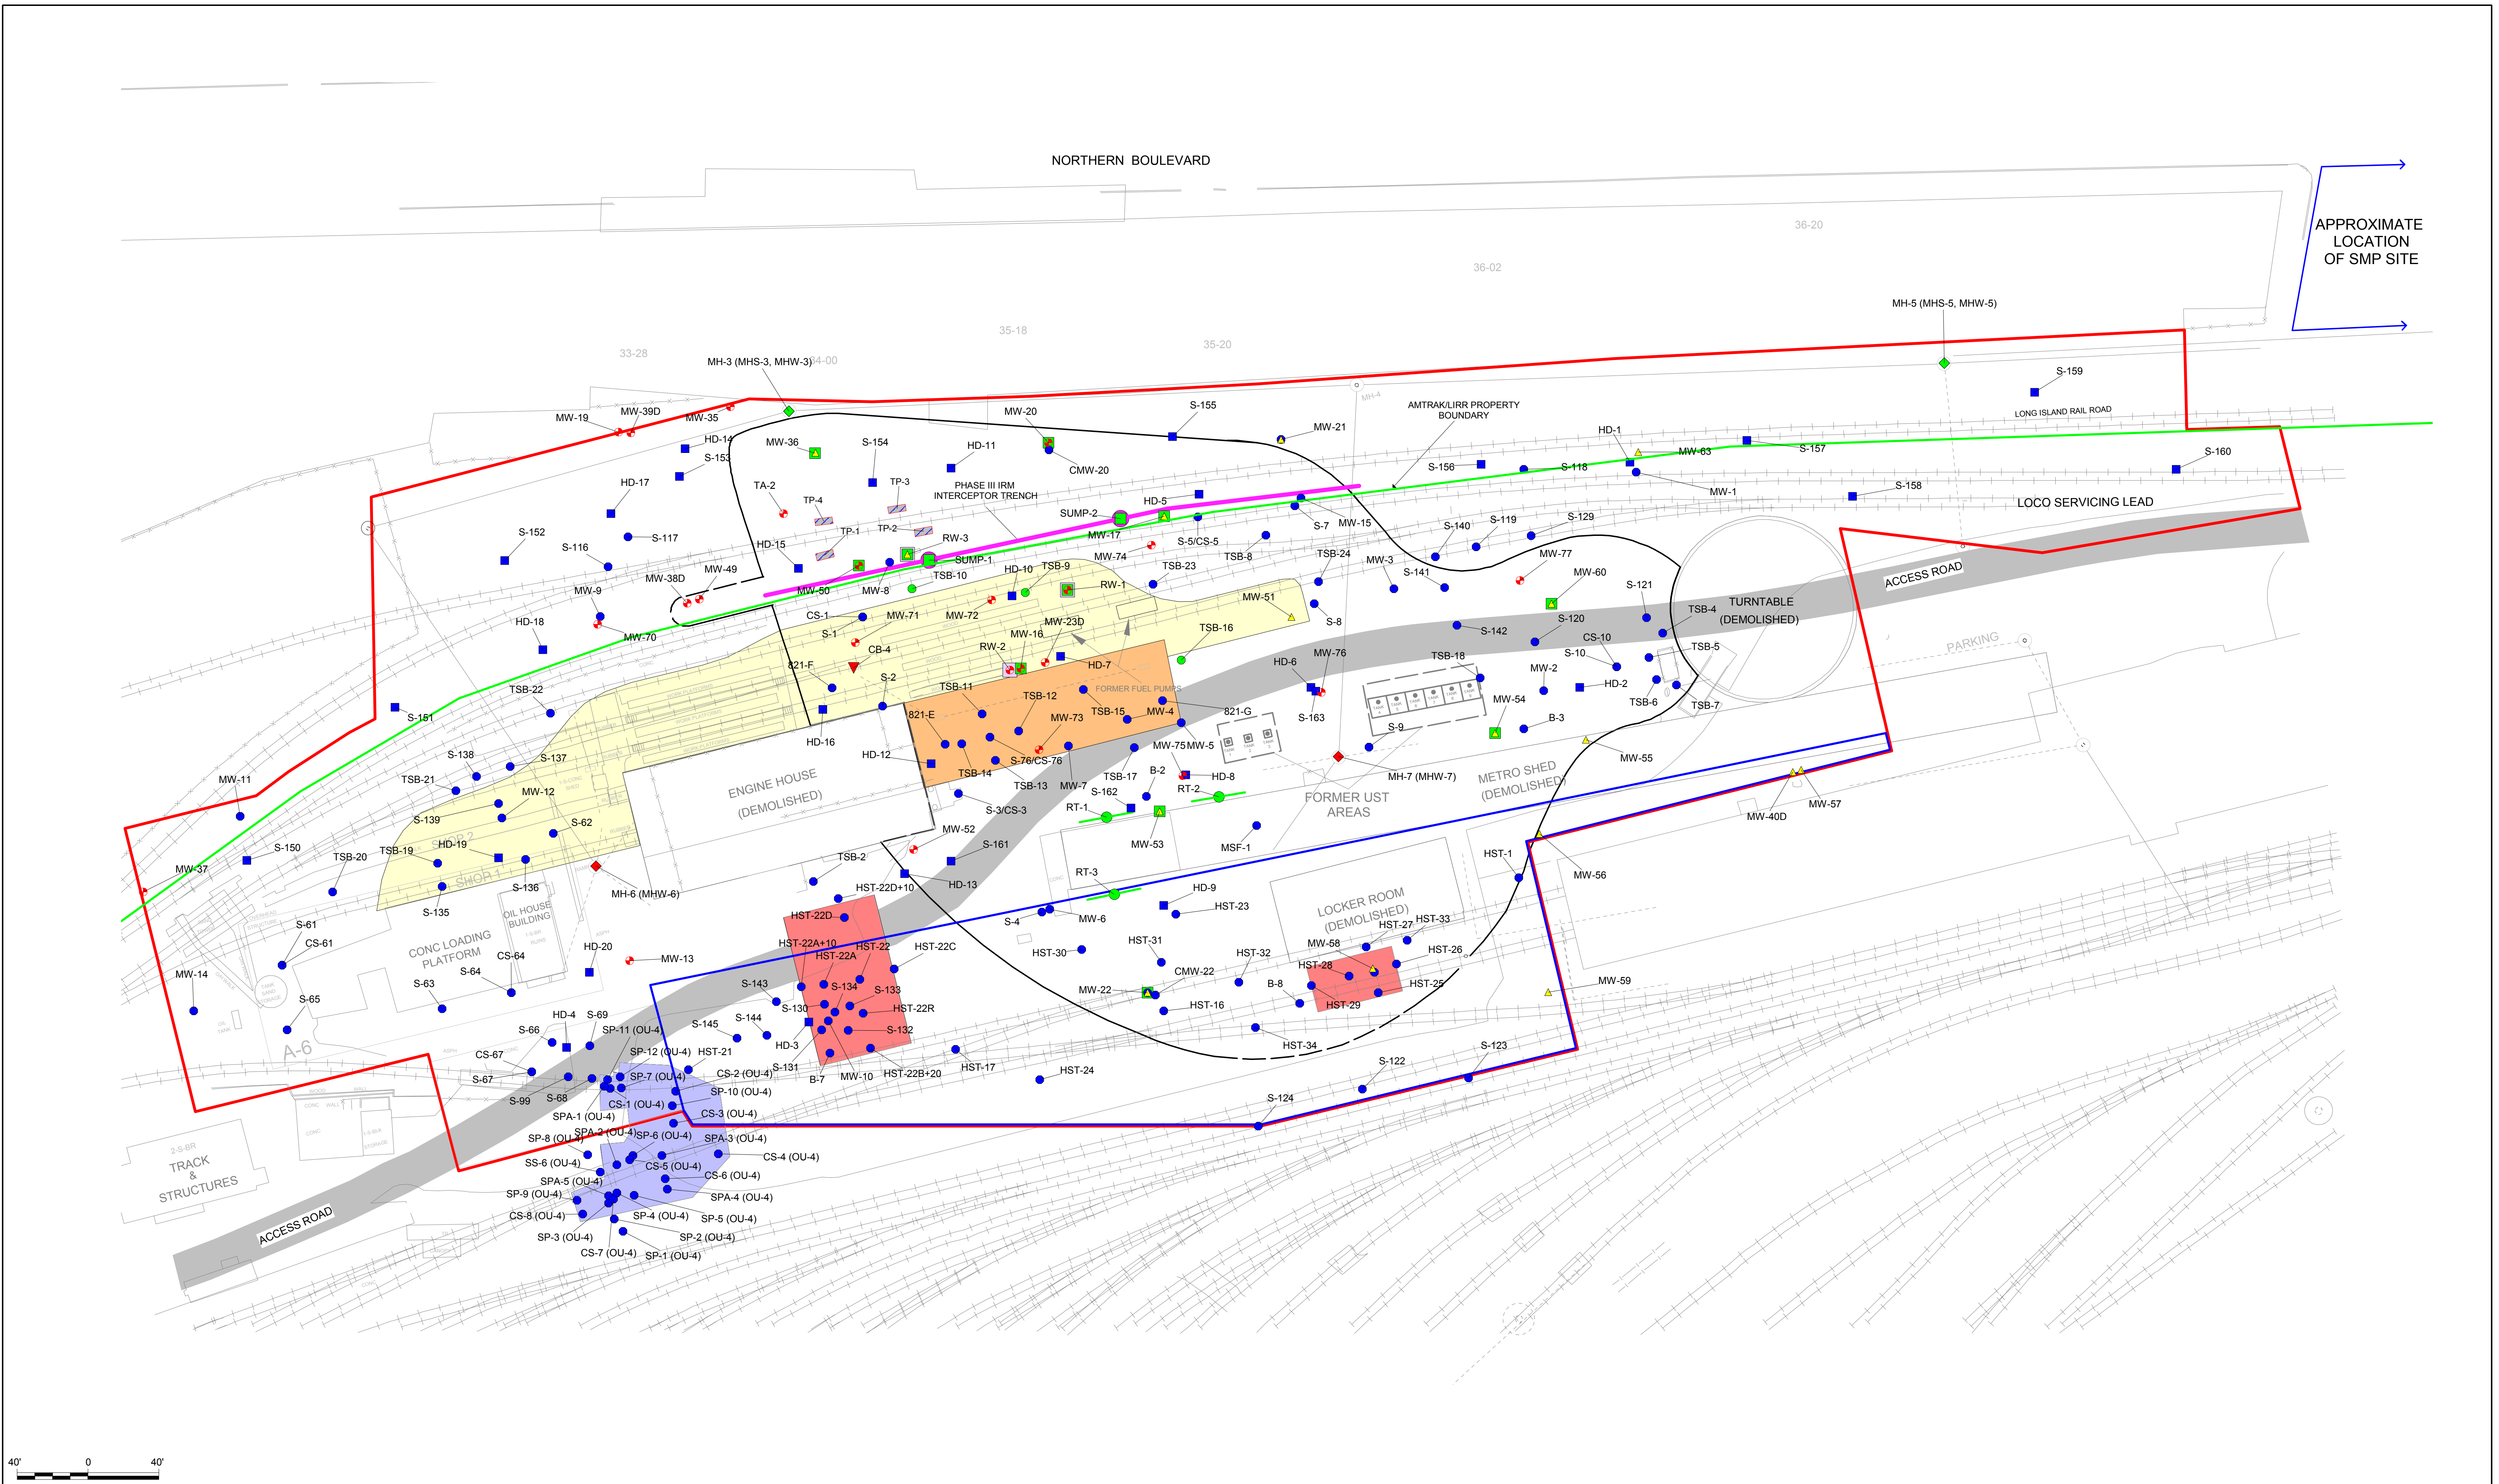 NORTHERN BOULEVARD
36-20
APPROXIMATE
LOCATION
OF SMP SITE
36-02
MH-5 (MHS-5, MHW-5)
35-18
35-20
33-28
34-00
MH-3 (MHS-3, MHW-3)
S-159
MH-4
AMTRAK/LIRR PROPERTY
BOUNDARY
LONG ISLAND RAIL ROAD
MW-19
MW-39D
MW-35
MW-20
S-155
MW-21
HD-1
HD-14
MW-36
S-154
HD-11
CMW-20
S-153
MW-63
S-157
S-156
S-118
S-160
TA-2
TP-4
TP-3
PHASE III IRM
INTERCEPTOR TRENCH
HD-5
MW-1
S-158
LOCO SERVICING LEAD
HD-17
SUMP-2
MW-15
S-7
S-152
TP-1
TP-2
RW-3
MW-17
S-5/CS-5
S-140
S-119
S-129
S-116
S-117
HD-15
SUMP-1
MW-74
TSB-8
TSB-24
MW-3
MW-77
MW-49
MW-38D
HD-10
TSB-9
TSB-10
RW-1
TSB-23
S-141
MW-60
ACCESS ROAD
MW-9
MW-50
MW-8
MW-51
S-121
TSB-4
TURNTABLE
(DEMOLISHED)
CS-1
S-1
MW-71
MW-72
MW-23D
MW-16
S-8
S-142
S-120
CS-10
HD-18
MW-70
CB-4
RW-2
TSB-16
S-10
TSB-5
PARKING
821-F
HD-7
HD-6
MW-76
TSB-18
MW-2
HD-2
TSB-6
TSB-7
S-2
TSB-11
TSB-12
FORMER FUEL PUMPS
TSB-22
S-151
821-E
MW-73
TSB-15
MW-4
821-G
S-163
MW-54
B-3
S-9
HD-16
HD-12
TSB-14
S-76/CS-76
TSB-13
MW-7
TSB-17
MW-75
MW-5
MW-55
S-138
S-137
HD-8
MH-7 (MHW-7)
METRO SHED
(DEMOLISHED)
TSB-21
MW-11
MW-12
ENGINE HOUSE
(DEMOLISHED)
B-2
S-162
RT-2
RT-1
FORMER UST
AREAS
MW-57
MW-40D
S-139
S-62
S-3/CS-3
MW-52
MW-53
MSF-1
SHOP 2
HD-19
TSB-19
TSB-20
S-150
MW-37
S-161
HST-1
MW-56
SHOP 1
S-136
S-135
MH-6 (MHW-6)
TSB-2
HD-13
RT-3
HD-9
HST-22D+10
HST-22D
OIL HOUSE
BUILDING
LOCKER ROOM
(DEMOLISHED)
S-4
MW-6
HST-23
HST-27
HST-33
S-61
CS-61
CONC LOADING
PLATFORM
HD-20
HST-22A+10
HST-22
HST-22A
HST-22C
HST-30
HST-31
MW-58
HST-26
HST-28
MW-13
CS-64
S-64
MW-14
S-63
S-143
S-134
S-133
S-130
HST-32
CMW-22
MW-22
HST-25
MW-59
B-8
HST-29
S-65
HD-4
S-69
S-66
S-144
S-145
HD-3
HST-22R
S-132
HST-16
HST-34
A-6
SP-11 (OU-4)
SP-12 (OU-4)
HST-21
S-131
B-7
MW-10
HST-22B+20
HST-17
HST-24
S-123
S-122
CS-67
S-67
S-99
S-68
SP-7 (OU-4)
CS-2 (OU-4)
SP-10 (OU-4)
CS-1 (OU-4)
SPA-1 (OU-4)
CS-3 (OU-4)
S-124
SPA-2 (OU-4)
SP-8 (OU-4)
SP-6 (OU-4)
SPA-3 (OU-4)
2-S-BR
TRACK
&
STRUCTURES
SS-6 (OU-4)
CS-5 (OU-4)
CS-4 (OU-4)
CS-6 (OU-4)
SPA-5 (OU-4)
SP-9 (OU-4)
SPA-4 (OU-4)
CS-8 (OU-4)
SP-4 (OU-4)
SP-5 (OU-4)
ACCESS ROAD
SP-3 (OU-4)
SP-2 (OU-4)
CS-7 (OU-4)
SP-1 (OU-4)
40'
0
40'